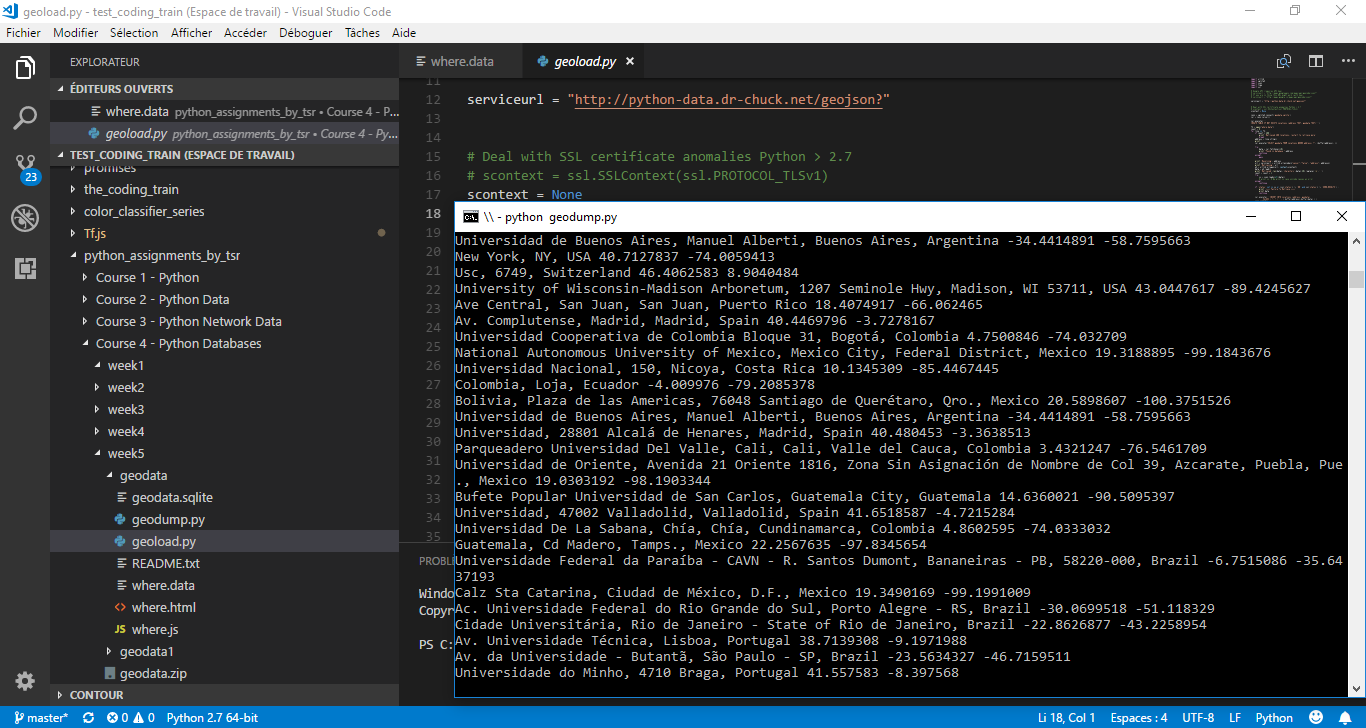 geoload.py - test_coding_train (Espace de travail) - Visual Studio Code
Fichier Modifier Sélection Afficher Accéder Déboguer Tâches Aide
EXPLORATEUR
ÉDITEURS OUVERTS
where.data python_assignments_by_tsr • Course 4 - P...
geoload.py python_assignments_by_tsr • Course 4 - Py...
TEST_CODING_TRAIN (ESPACE DE TRAVAIL)
promises
the_coding_train
color_classifier_series
Tf.js
python_assignments_by_tsr
Course 1 - Python
Course 2 - Python Data
Course 3 - Python Network Data
Course 4 - Python Databases
week1
week2
week3
week4
week5
geodata
geodata.sqlite
geodump.py
geoload.py
README.txt
where.data
where.html
JS where.js
geodata1
geodata.zip
CONTOUR
23
where.data
geoload.py
11
12 serviceurl = "http://python-data.dr-chuck.net/geojson?"
13
14
15 # Deal with SSL certificate anomalies Python > 2.7
16 # scontext = ssl.SSLContext(ssl.PROTOCOL_TLSv1)
17 scontext = None
18
19
20
21
22
23
24
25
26
27
28
29
30
31
32
33
34
35
PROBL
Windo
Copyr
PS C:
\\ - python geodump.py
Universidad de Buenos Aires, Manuel Alberti, Buenos Aires, Argentina -34.4414891 -58.7595663
New York, NY, USA 40.7127837 -74.0059413
Usc, 6749, Switzerland 46.4062583 8.9040484
University of Wisconsin-Madison Arboretum, 1207 Seminole Hwy, Madison, WI 53711, USA 43.0447617 -89.4245627
Ave Central, San Juan, San Juan, Puerto Rico 18.4074917 -66.062465
Av. Complutense, Madrid, Madrid, Spain 40.4469796 -3.7278167
Universidad Cooperativa de Colombia Bloque 31, Bogotá, Colombia 4.7500846 -74.032709
National Autonomous University of Mexico, Mexico City, Federal District, Mexico 19.3188895 -99.1843676
Universidad Nacional, 150, Nicoya, Costa Rica 10.1345309 -85.4467445
Colombia, Loja, Ecuador -4.009976 -79.2085378
Bolivia, Plaza de las Americas, 76048 Santiago de Querétaro, Qro., Mexico 20.5898607 -100.3751526
Universidad de Buenos Aires, Manuel Alberti, Buenos Aires, Argentina -34.4414891 -58.7595663
Universidad, 28801 Alcalá de Henares, Madrid, Spain 40.480453 -3.3638513
Parqueadero Universidad Del Valle, Cali, Cali, Valle del Cauca, Colombia 3.4321247 -76.5461709
Universidad de Oriente, Avenida 21 Oriente 1816, Zona Sin Asignación de Nombre de Col 39, Azcarate, Puebla, Pue
., Mexico 19.0303192 -98.1903344
Bufete Popular Universidad de San Carlos, Guatemala City, Guatemala 14.6360021 -90.5095397
Universidad, 47002 Valladolid, Valladolid, Spain 41.6518587 -4.7215284
Universidad De La Sabana, Chía, Chía, Cundinamarca, Colombia 4.8602595 -74.0333032
Guatemala, Cd Madero, Tamps., Mexico 22.2567635 -97.8345654
Universidade Federal da Paraíba - CAVN - R. Santos Dumont, Bananeiras - PB, 58220-000, Brazil -6.7515086 -35.64
37193
Calz Sta Catarina, Ciudad de México, D.F., Mexico 19.3490169 -99.1991009
Ac. Universidade Federal do Rio Grande do Sul, Porto Alegre - RS, Brazil -30.0699518 -51.118329
Cidade Universitária, Rio de Janeiro - State of Rio de Janeiro, Brazil -22.8626877 -43.2258954
Av. Universidade Técnica, Lisboa, Portugal 38.7139308 -9.1971988
Av. da Universidade - Butantã, São Paulo - SP, Brazil -23.5634327 -46.7159511
Universidade do Minho, 4710 Braga, Portugal 41.557583 -8.397568
master* 0 0 Python 2.7 64-bit
Li 18, Col 1 Espaces : 4 UTF-8 LF Python